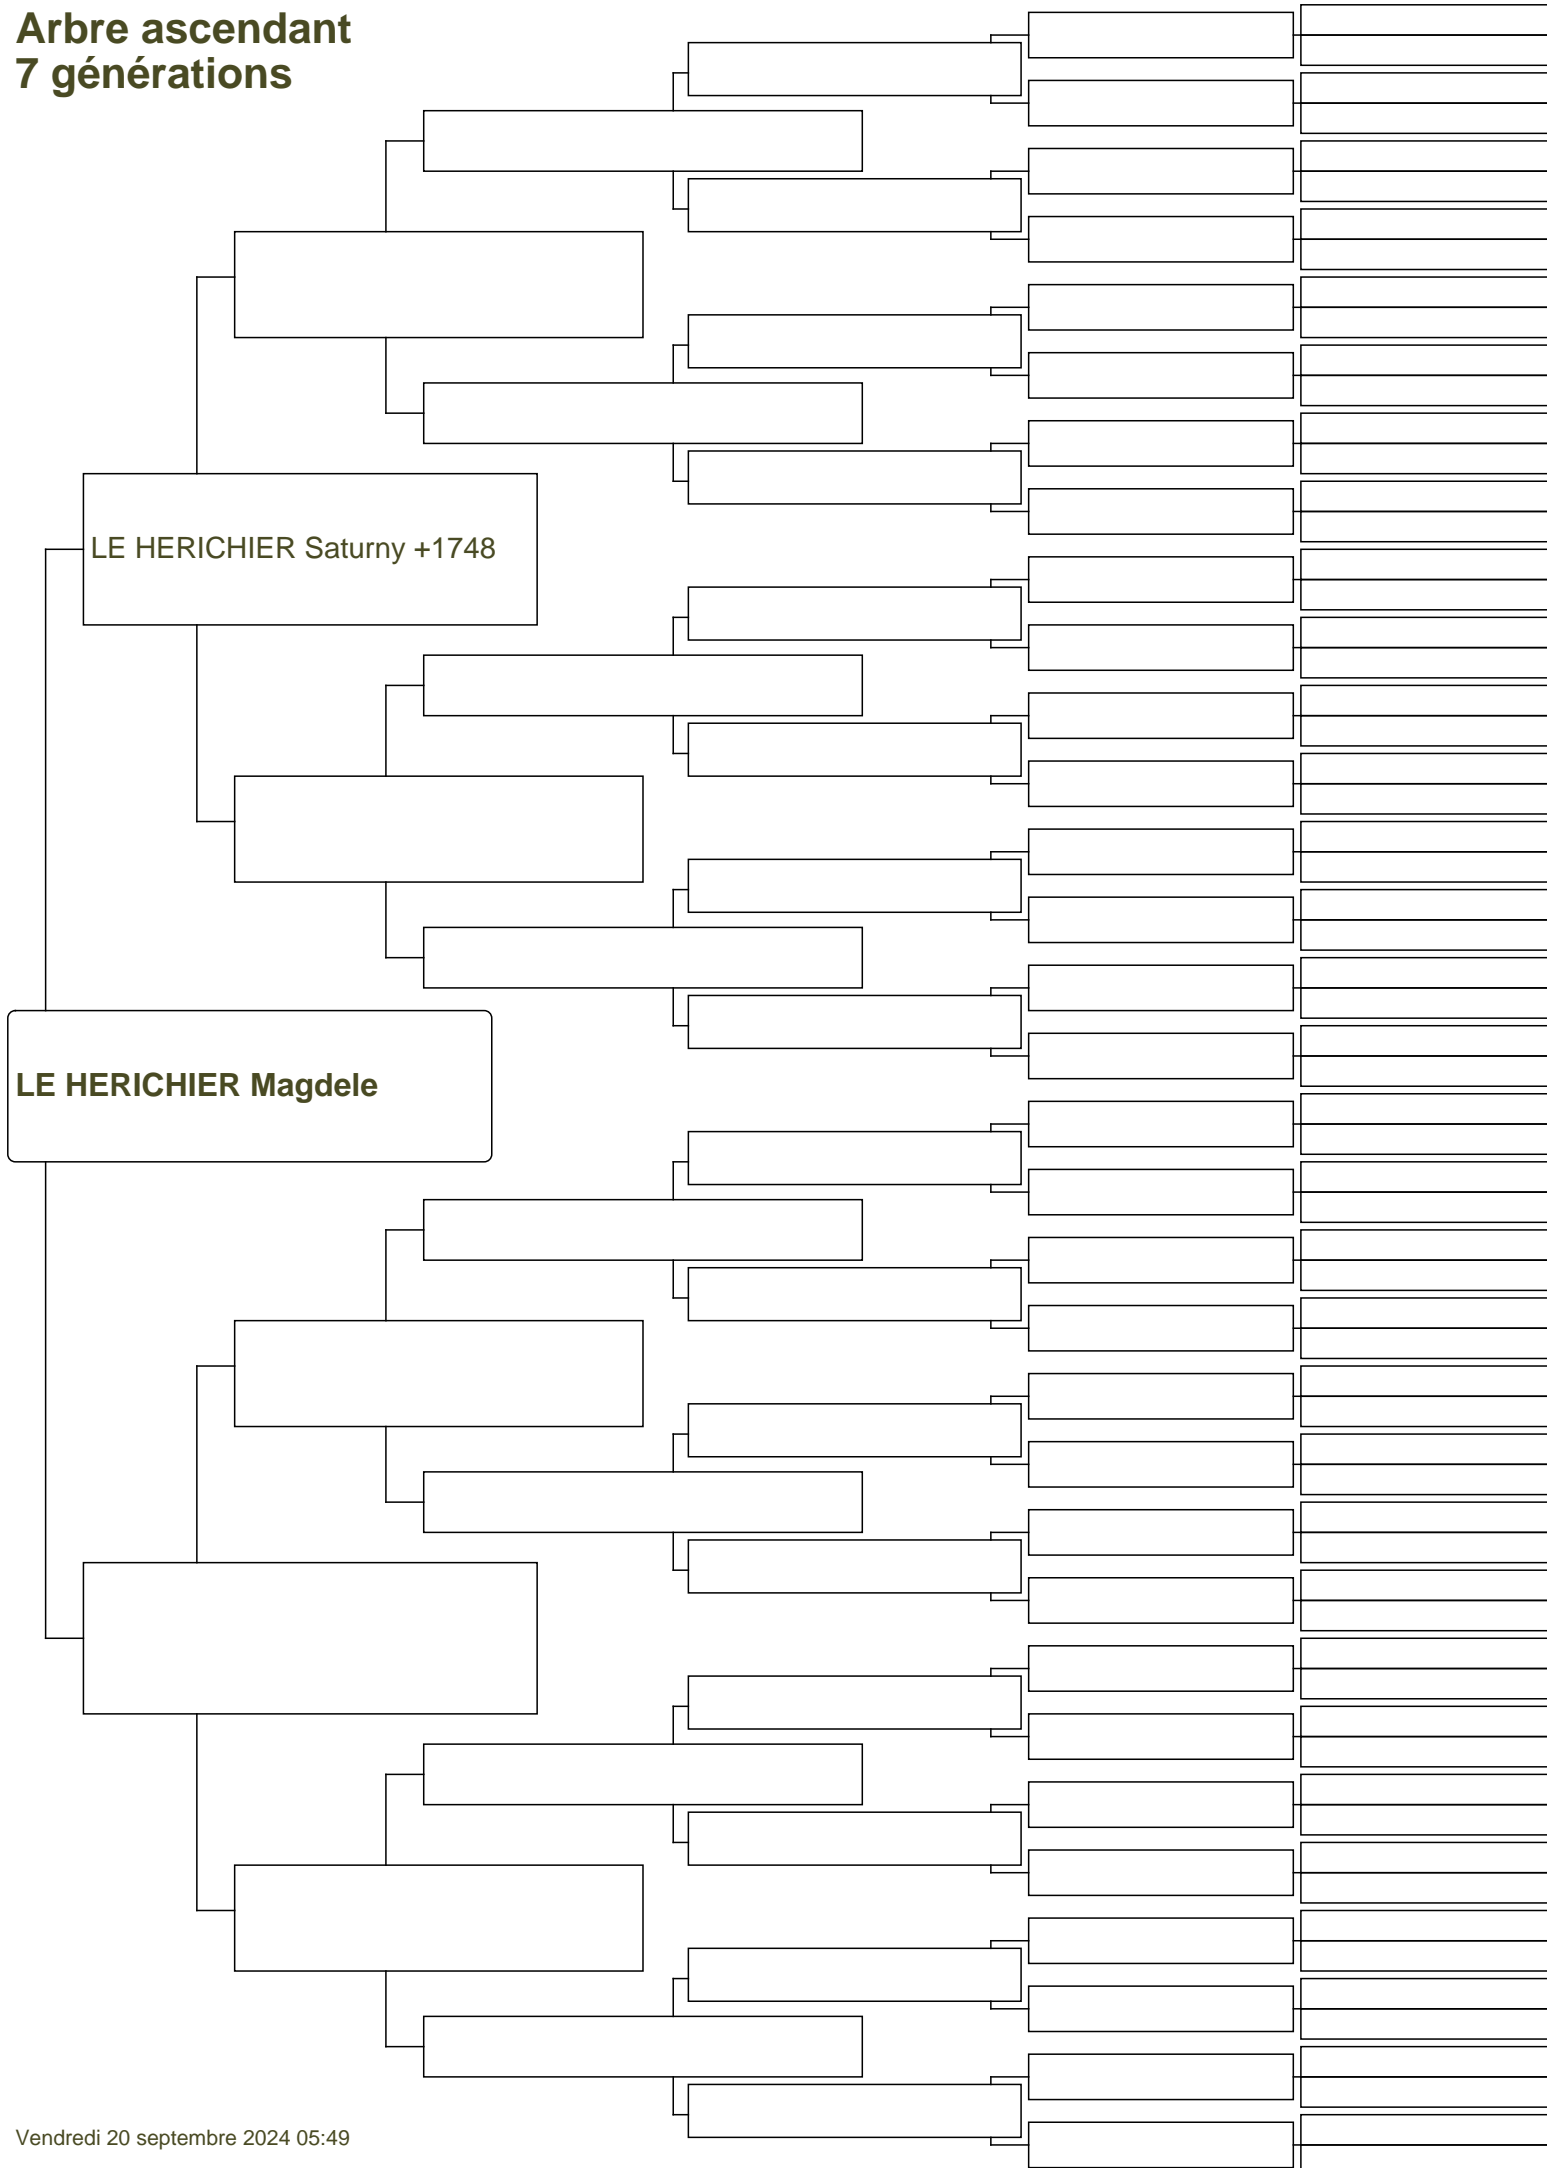 Arbre ascendant
7 générations
LE HERICHIER Saturny +1748
LE HERICHIER Magdele
Vendredi 20 septembre 2024 05:49